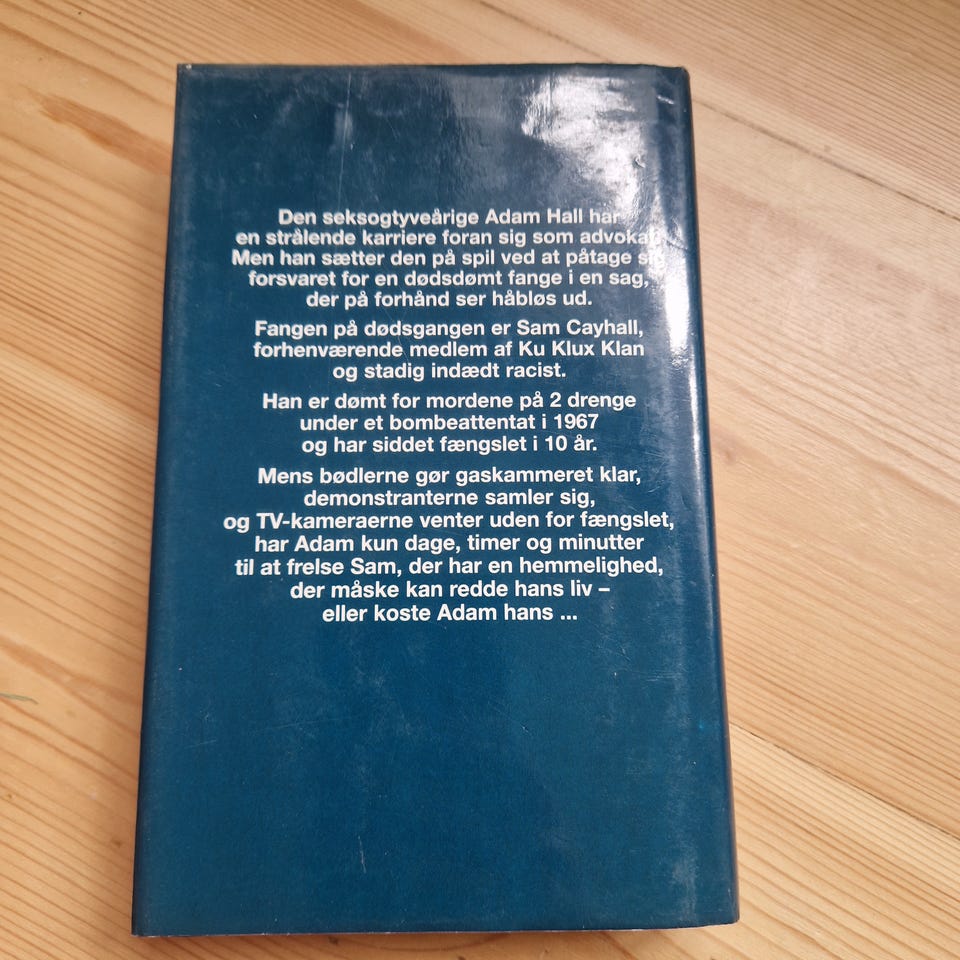 Den seksogtyveårige Adam Hall har
en strålende karriere foran sig som advokat.
Men han sætter den på spil ved at påtage sig
forsvaret for en dødsdømt fange i en sag,
der på forhånd ser håbløs ud.
Fangen på dødsgangen er Sam Cayhall,
forhenværende medlem af Ku Klux Klan
og stadig indædt racist.
Han er dømt for mordene på 2 drenge
under et bombeattentat i 1967
og har siddet fængslet i 10 år.
Mens bødlerne gør gaskammeret klar,
demonstranterne samler sig,
og TV-kameraerne venter uden for fængslet,
har Adam kun dage, timer og minutter
til at frelse Sam, der har en hemmelighed,
der måske kan redde hans liv –
eller koste Adam hans ...